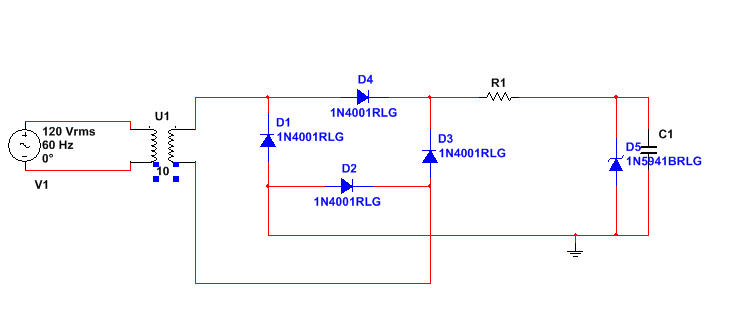 D4
1N4001RLG
R1
U1
120 Vrms
60 Hz
0°
V1
10
D1
1N4001RLG
D3
1N4001RLG
D2
1N4001RLG
C1
D5
1N5941BRLG